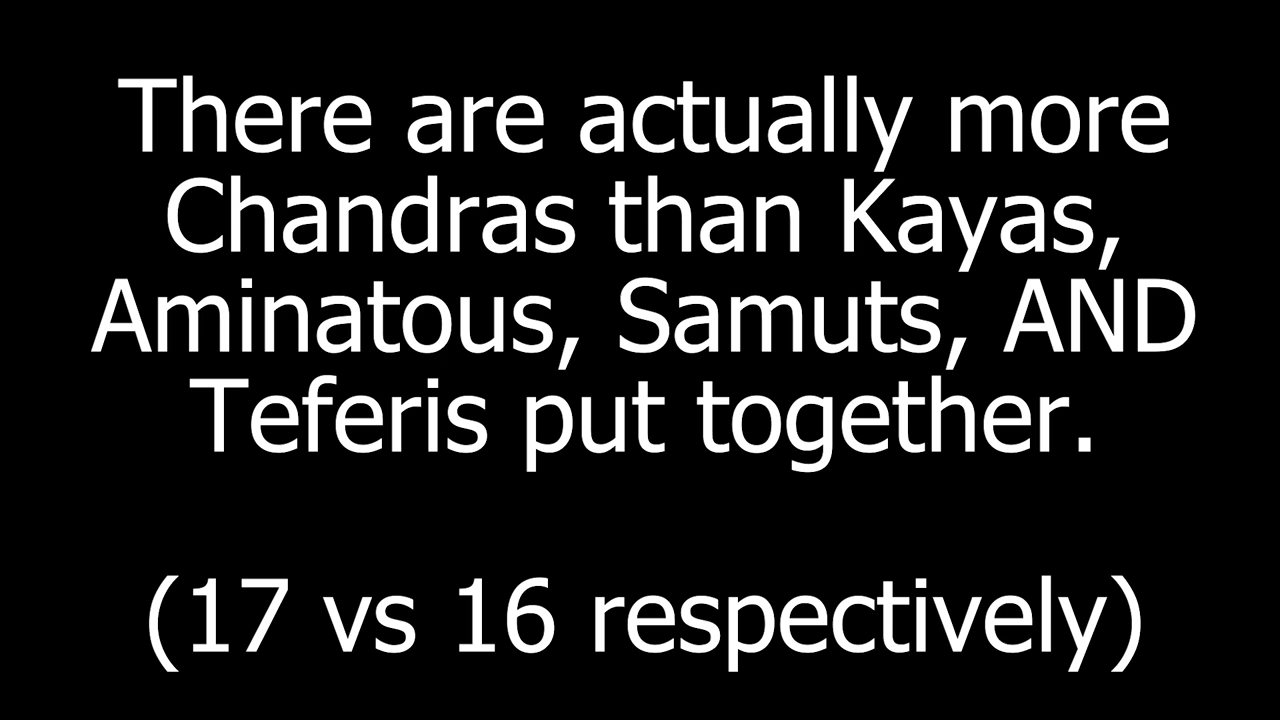 There are actually more
Chandras than Kayas,
Aminatous, Samuts, AND
Teferis put together.
(17 vs 16 respectively)